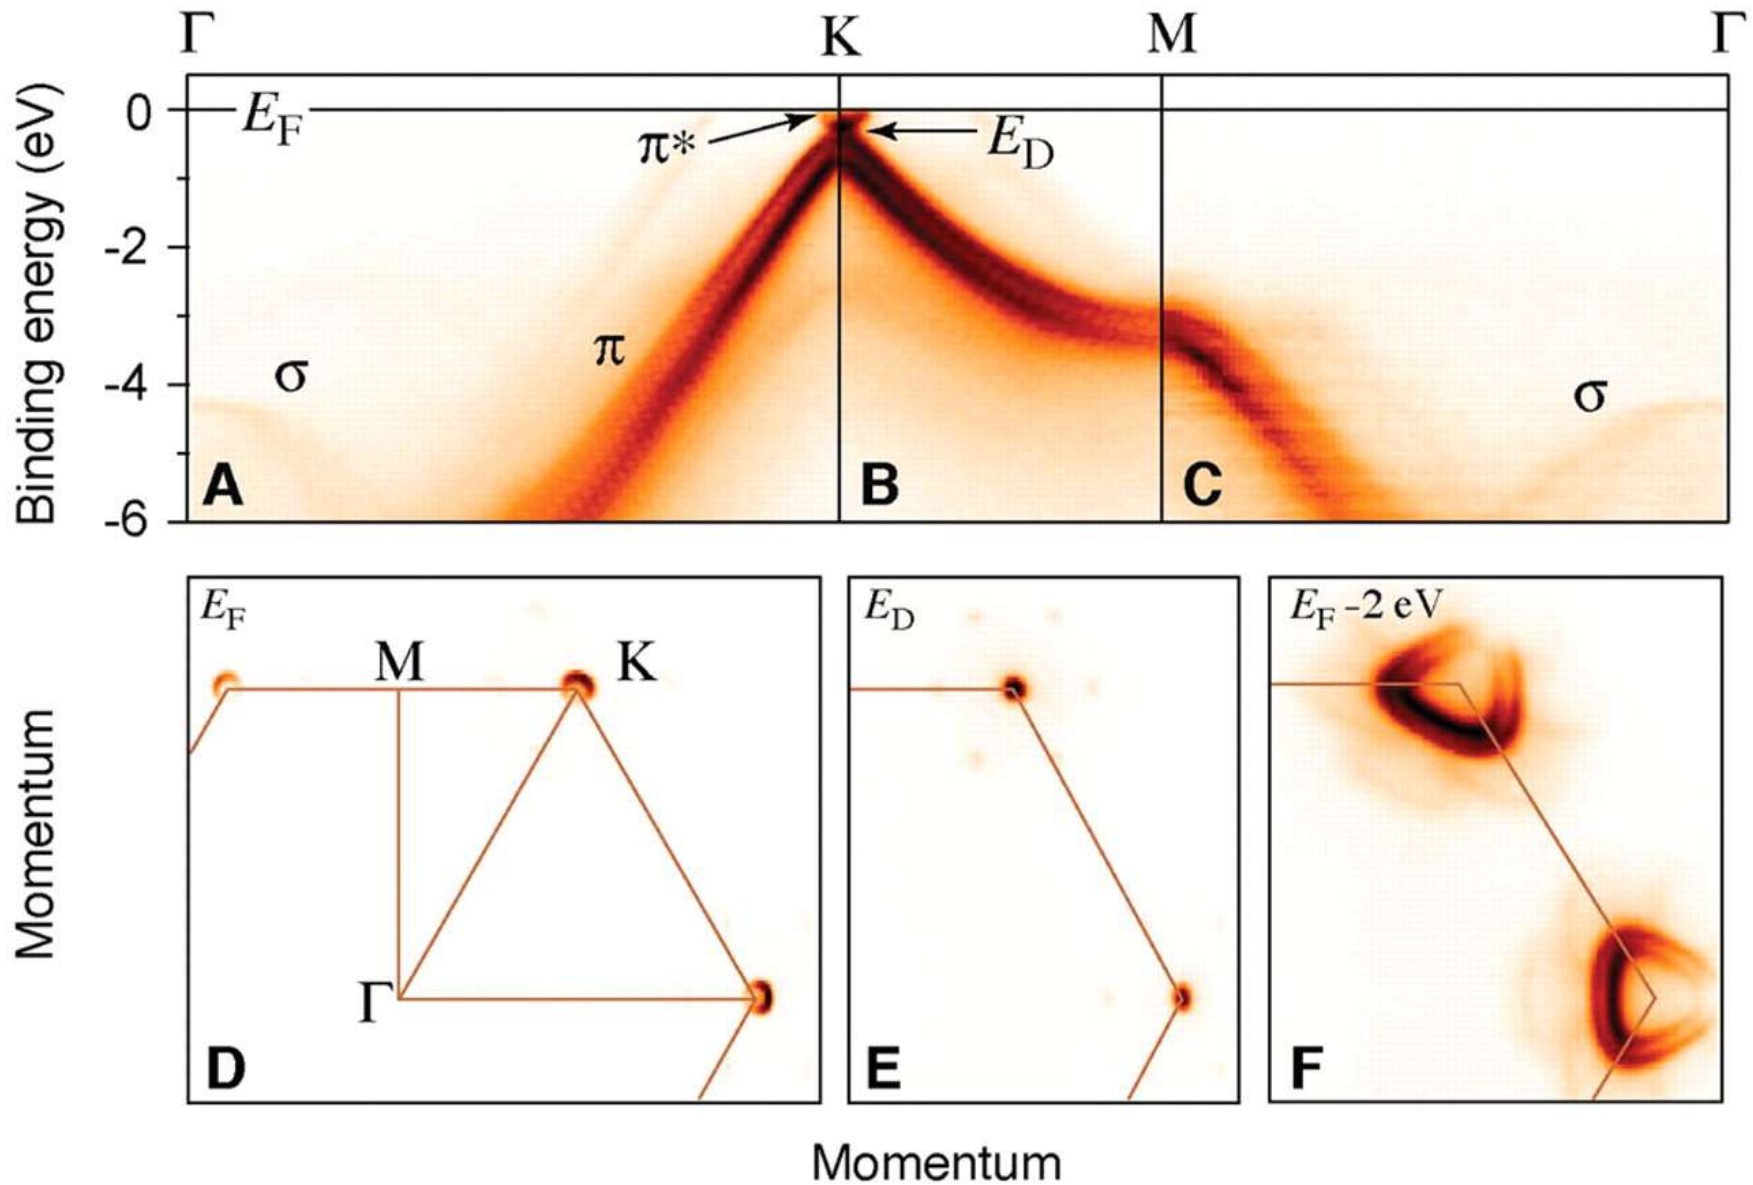 Γ K M Γ
Binding energy (eV)
0
-2
-4
-6
E_F
π*
E_D
π
σ
σ
A
B
C
Momentum
E_F
M
K
Γ
D
E_D
E
E_F -2 eV
F
Momentum